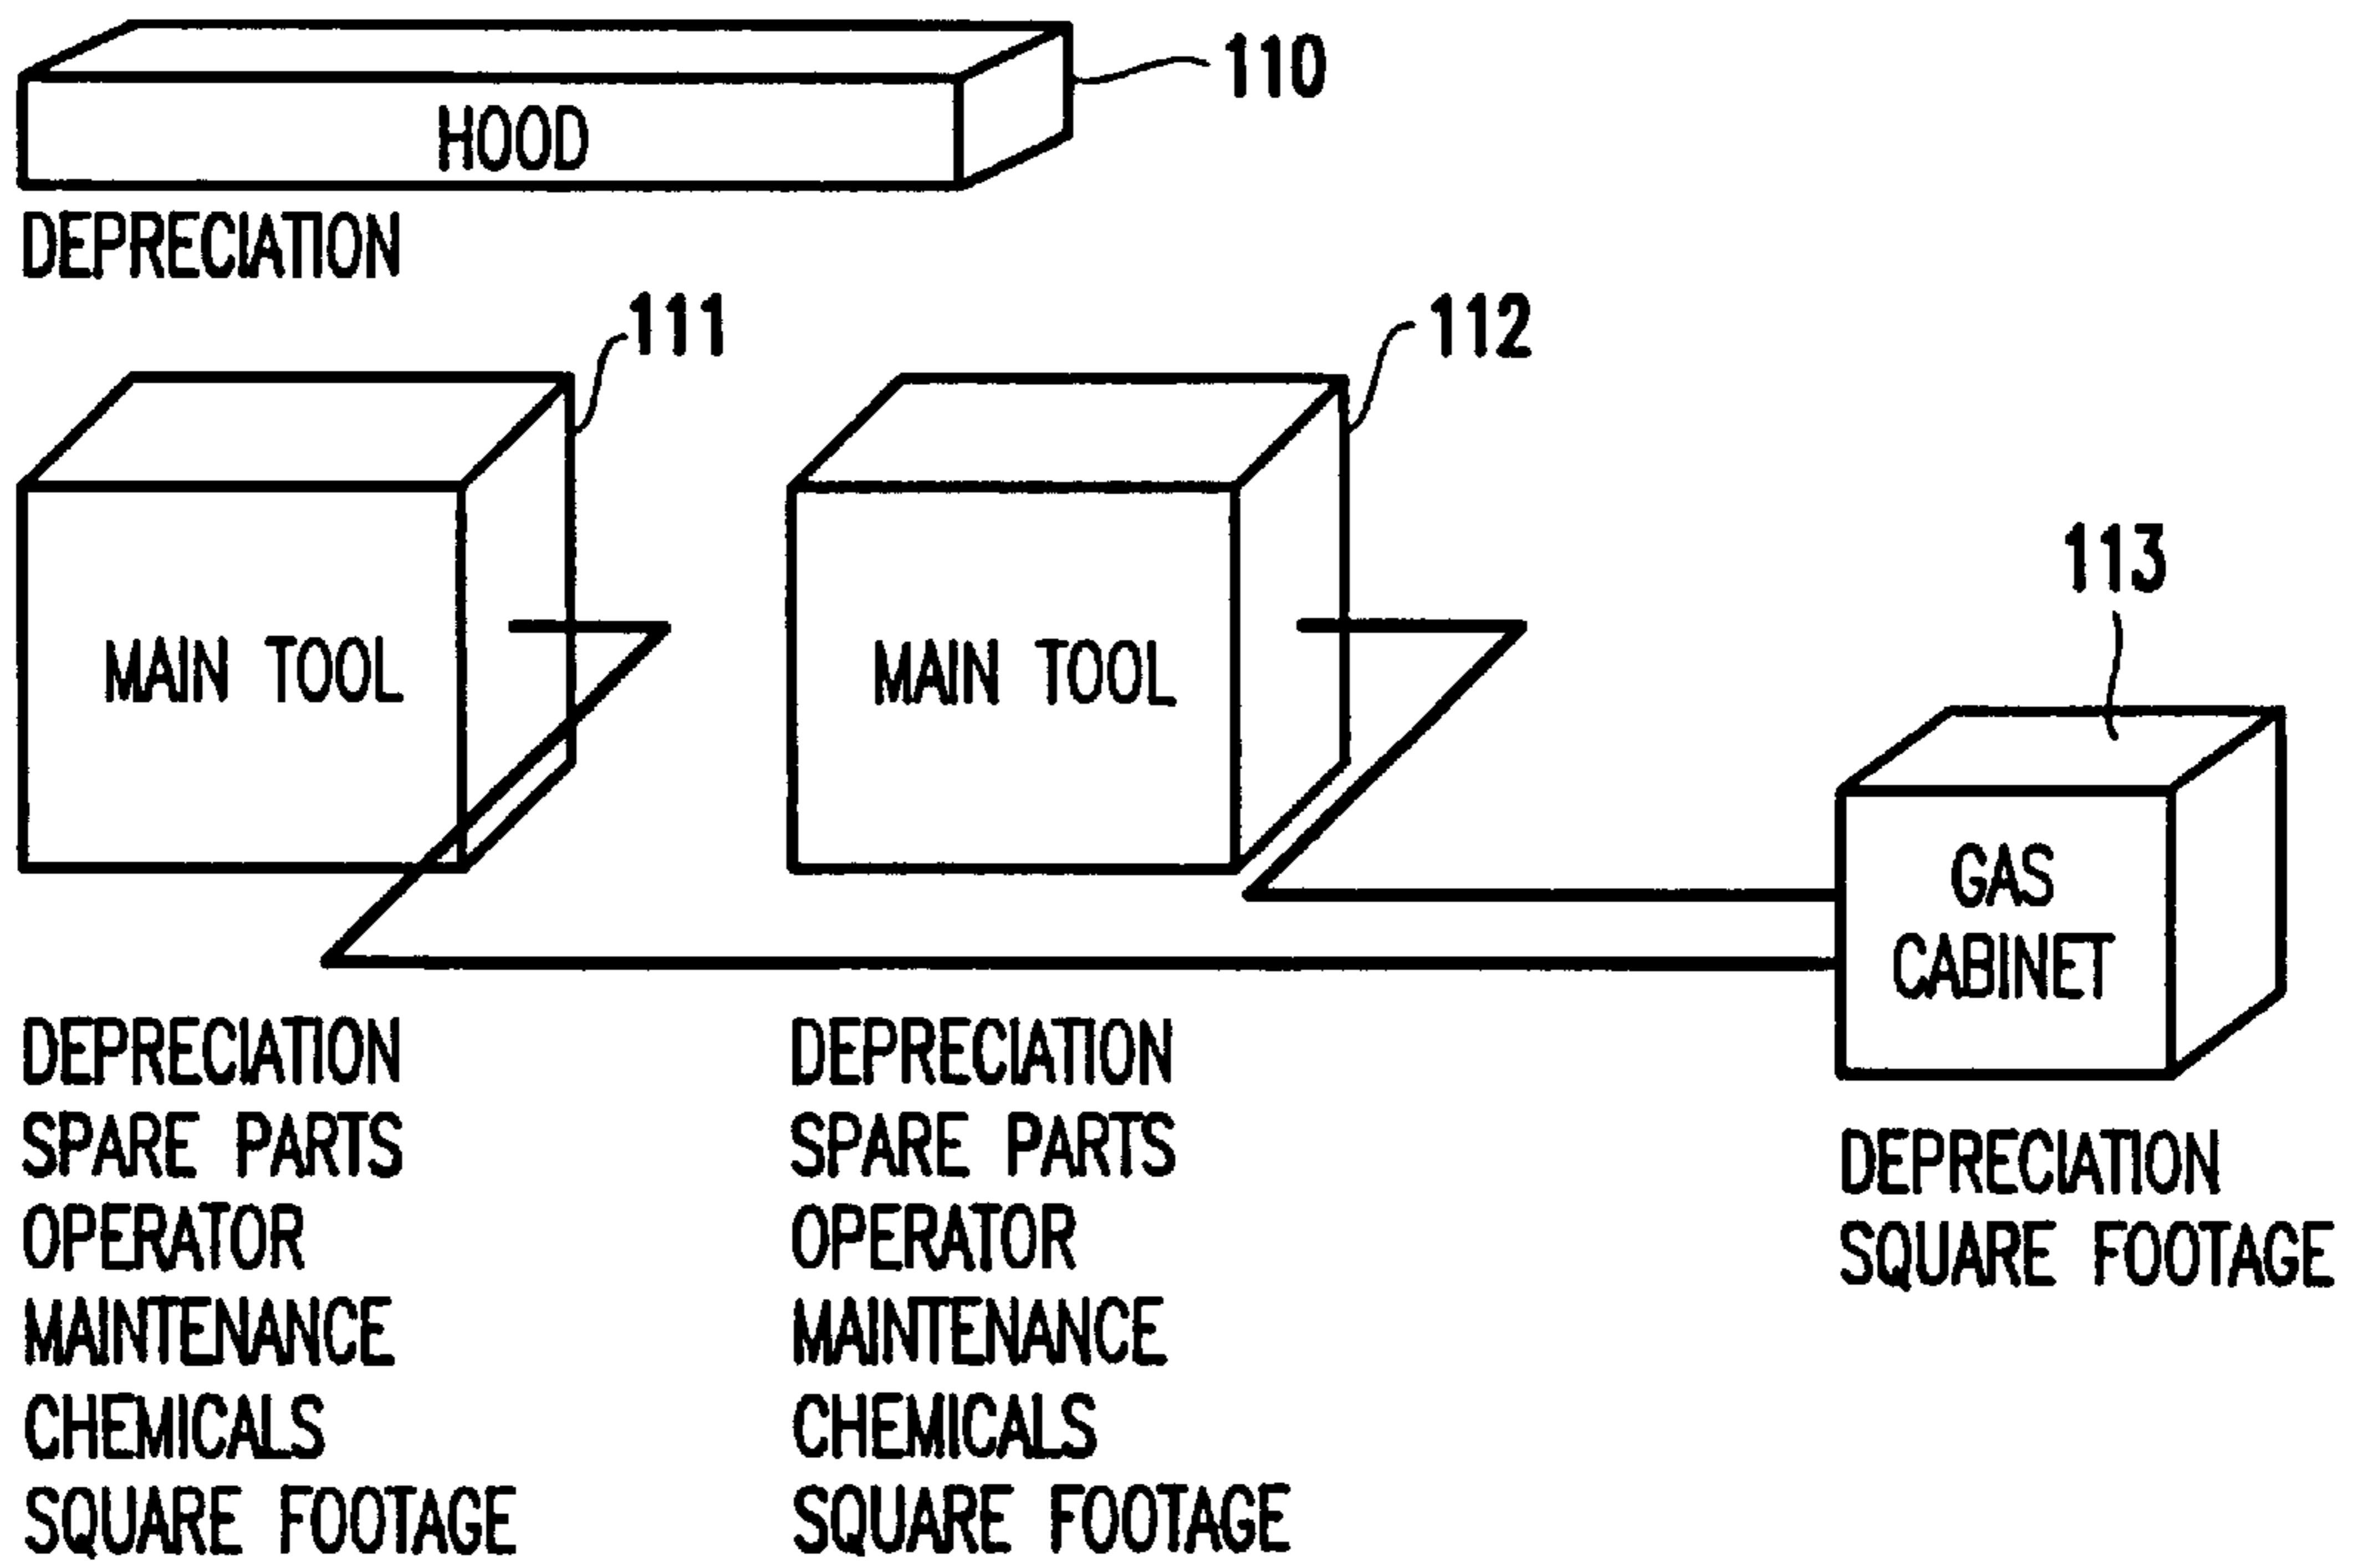 110
HOOD
DEPRECIATION
111
112
113
MAIN TOOL
MAIN TOOL
GAS
CABINET
DEPRECIATION
SPARE PARTS
OPERATOR
MAINTENANCE
CHEMICALS
SQUARE FOOTAGE
DEPRECIATION
SPARE PARTS
OPERATOR
MAINTENANCE
CHEMICALS
SQUARE FOOTAGE
DEPRECIATION
SQUARE FOOTAGE